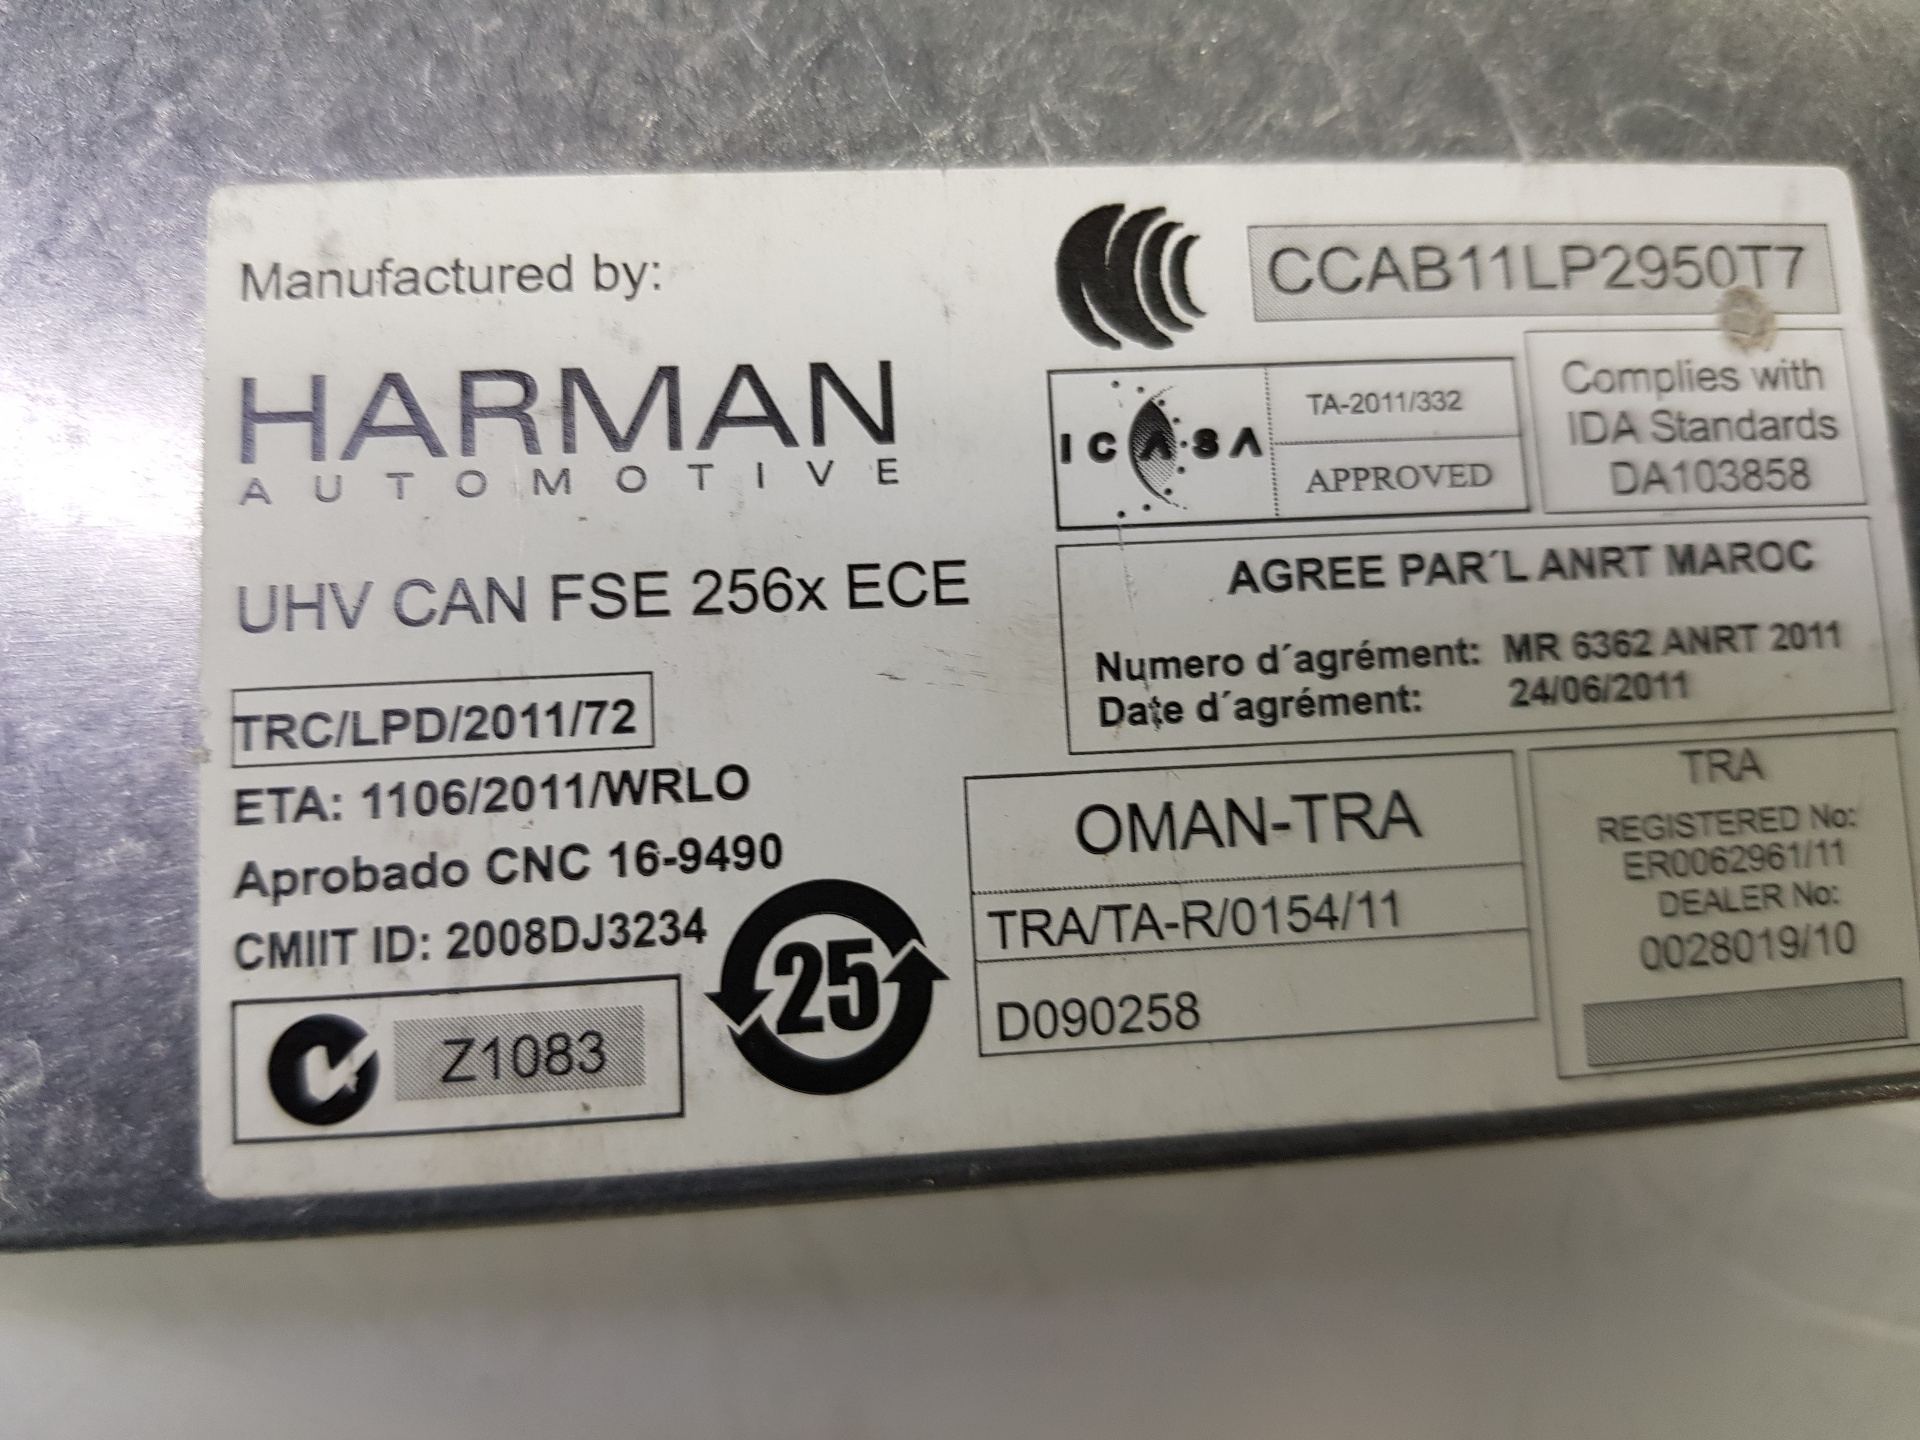 Manufactured by:
HARMAN
AUTOMOTIVE
UHV CAN FSE 256x ECE
TRC/LPD/2011/72
ETA: 1106/2011/WRLO
Aprobado CNC 16-9490
CMIIT ID: 2008DJ3234
Z1083
25
CCAB11LP2950T7
ICASA
TA-2011/332
APPROVED
Complies with
IDA Standards
DA103858
AGREE PAR´L ANRT MAROC
Numero d´agrément: MR 6362 ANRT 2011
Date d´agrément: 24/06/2011
OMAN-TRA
TRA/TA-R/0154/11
D090258
TRA
REGISTERED No:
ER0062961/11
DEALER No:
0028019/10